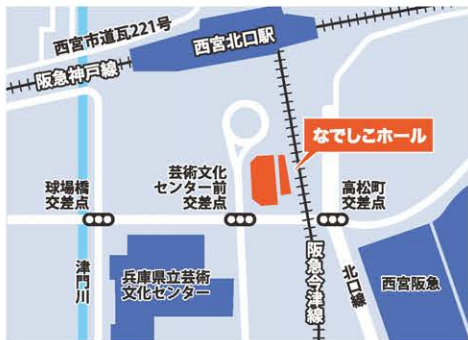 西宮市道瓦221号
西宮北口駅
阪急神戸線
なでしこホール
芸術文化
センター前
交差点
球場橋
交差点
高松町
交差点
津門川
兵庫県立芸術
文化センター
阪急今津線
北口線
西宮阪急